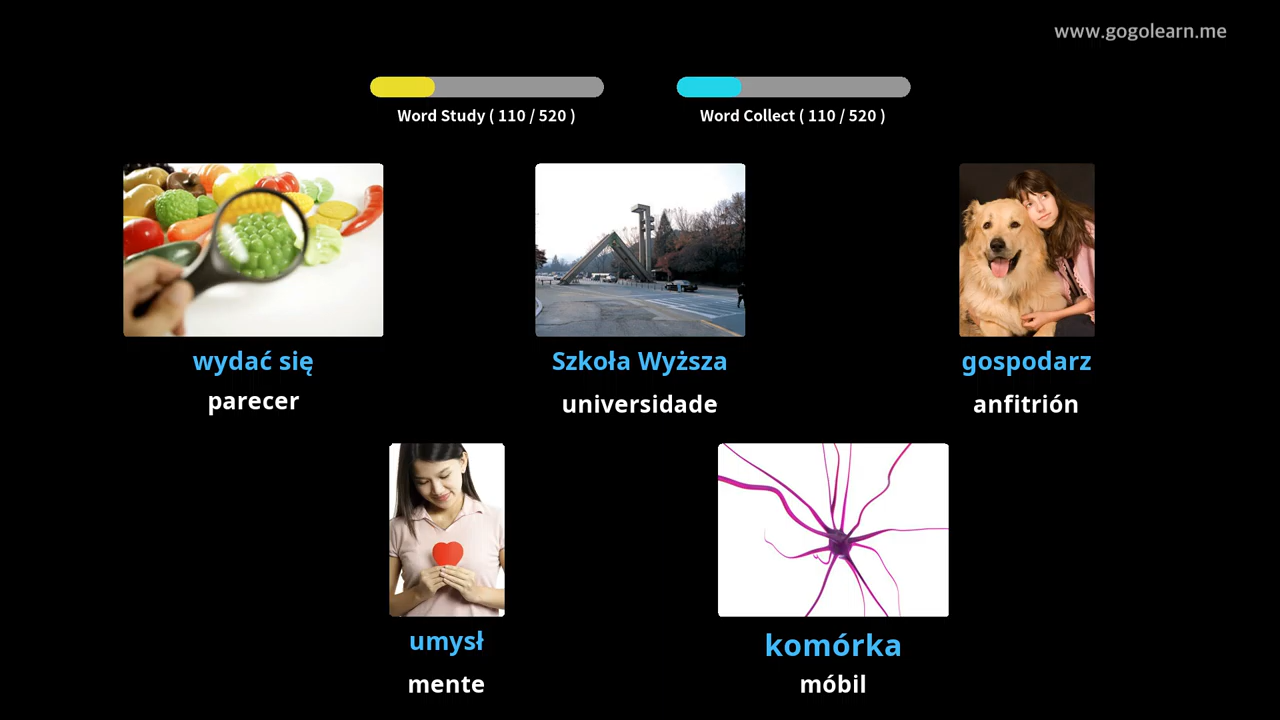 www.gogolearn.me
Word Study ( 110 / 520 )
Word Collect ( 110 / 520 )
wydać się
parecer
Szkoła Wyższa
universidade
gospodarz
anfitrión
umysł
mente
komórka
móbil